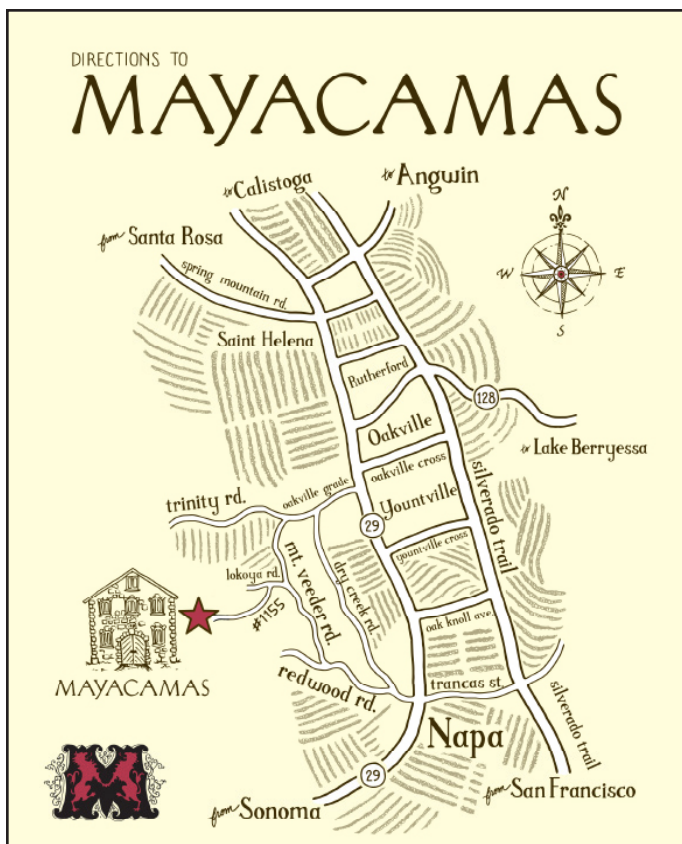 DIRECTIONS TO
MAYACAMAS
to Calistoga
to Angwin
from Santa Rosa
spring mountain rd.
N
W
E
S
Saint Helena
Rutherford
128
Oakville
to Lake Berryessa
oakville cross
silverado trail
oakville grade
Yountville
trinity rd.
29
yountville cross
mt. veeder rd.
dry creek rd.
lokoya rd.
#1155
oak knoll ave.
MAYACAMAS
redwood rd.
trancas st.
silverado trail
Napa
M
29
from Sonoma
from San Francisco